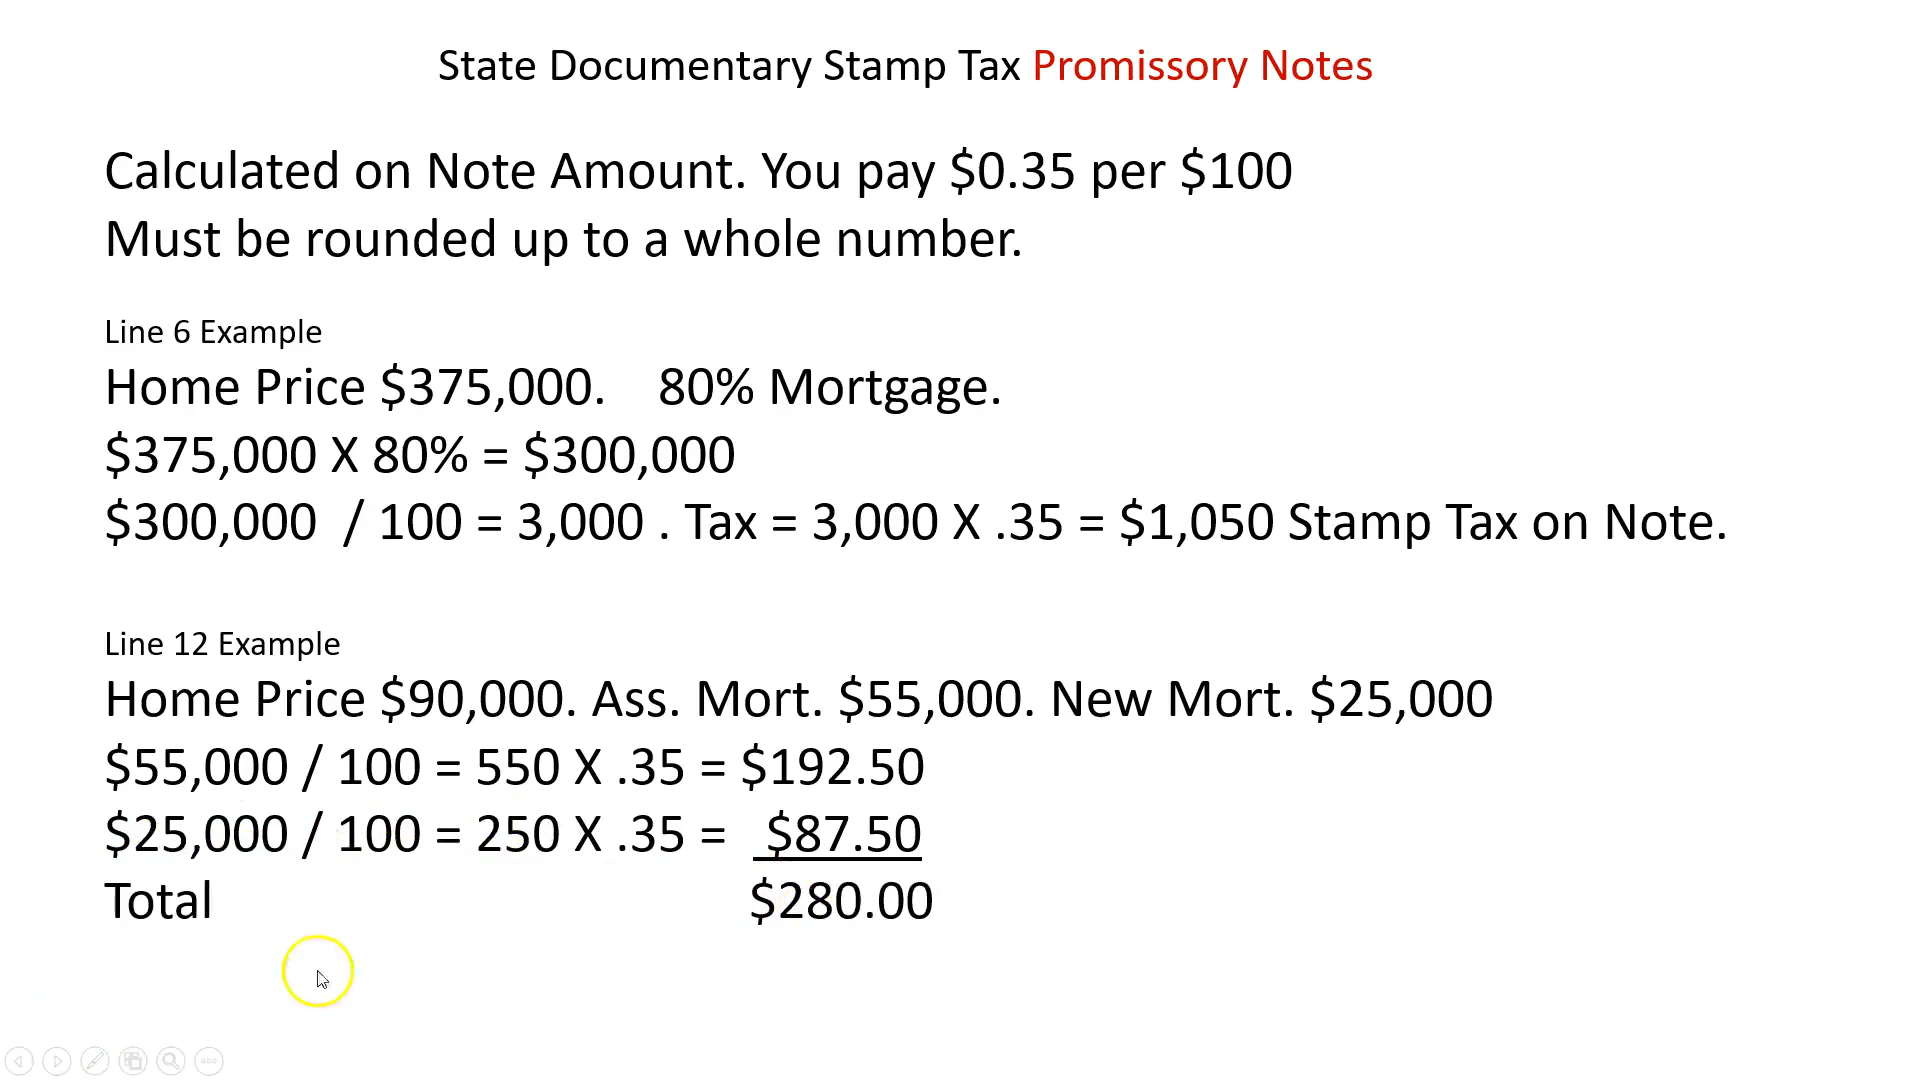 State Documentary Stamp Tax Promissory Notes
Calculated on Note Amount. You pay $0.35 per $100
Must be rounded up to a whole number.
Line 6 Example
Home Price $375,000. 80% Mortgage.
$375,000 X 80% = $300,000
$300,000 / 100 = 3,000 . Tax = 3,000 X .35 = $1,050 Stamp Tax on Note.
Line 12 Example
Home Price $90,000. Ass. Mort. $55,000. New Mort. $25,000
$55,000 / 100 = 550 X .35 = $192.50
$25,000 / 100 = 250 X .35 = $87.50
Total $280.00